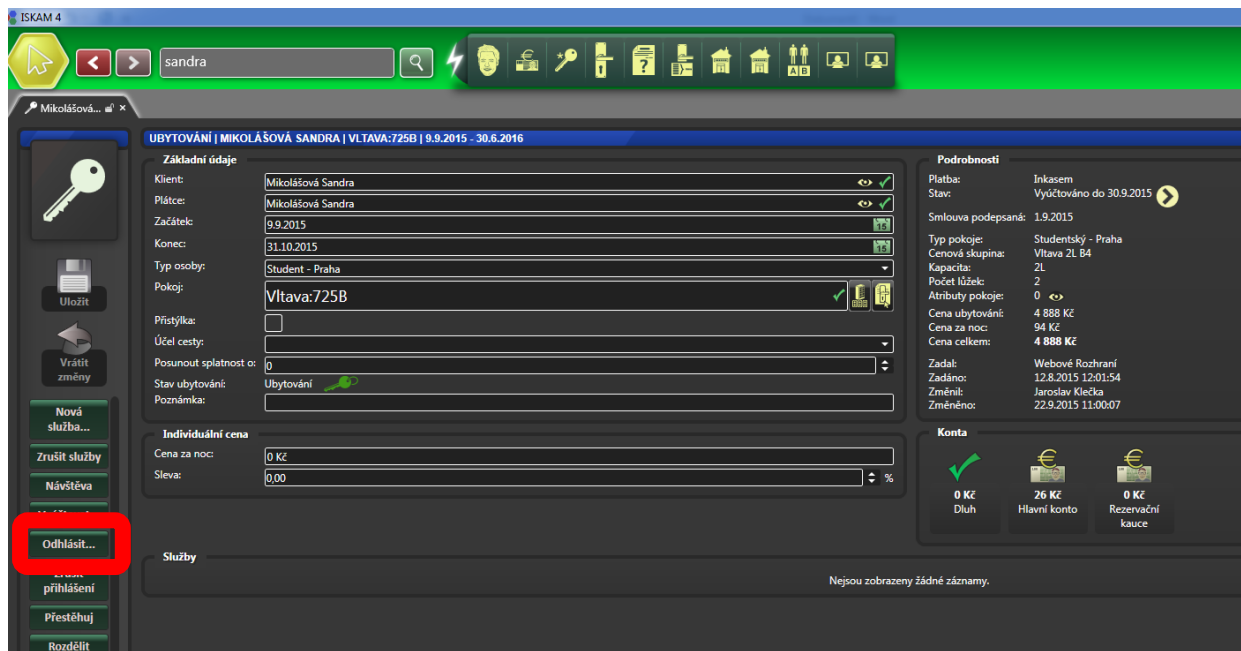 ISKAM 4
sandra
A B
Mikolášová...
UBYTOVÁNÍ | MIKOLÁŠOVÁ SANDRA | VLTAVA:725B | 9.9.2015 - 30.6.2016
Základní údaje
Klient: Mikolášová Sandra
Plátce: Mikolášová Sandra
Začátek: 9.9.2015 15
Konec: 31.10.2015 15
Typ osoby: Student - Praha
Pokoj: Vltava:725B
Přistýlka:
Účel cesty:
Posunout splatnost o: 0
Stav ubytování: Ubytování
Poznámka:
Individuální cena
Cena za noc: 0 Kč
Sleva: 0,00 %
Služby
Nejsou zobrazeny žádné záznamy.
Podrobnosti
Platba: Inkasem
Stav: Vyúčtováno do 30.9.2015
Smlouva podepsaná: 1.9.2015
Typ pokoje: Studentský - Praha
Cenová skupina: Vltava 2L B4
Kapacita: 2L
Počet lůžek: 2
Atributy pokoje: 0
Cena ubytování: 4 888 Kč
Cena za noc: 94 Kč
Cena celkem: 4 888 Kč
Zadal: Webové Rozhraní
Zadáno: 12.8.2015 12:01:54
Změnil: Jaroslav Klečka
Změněno: 22.9.2015 11:00:07
Konta
0 Kč
Dluh
26 Kč
Hlavní konto
0 Kč
Rezervační
kauce
Uložit
Vrátit
změny
Nová
služba...
Zrušit služby
Návštěva
Odhlásit...
přihlášení
Přestěhuj
Rozdělit